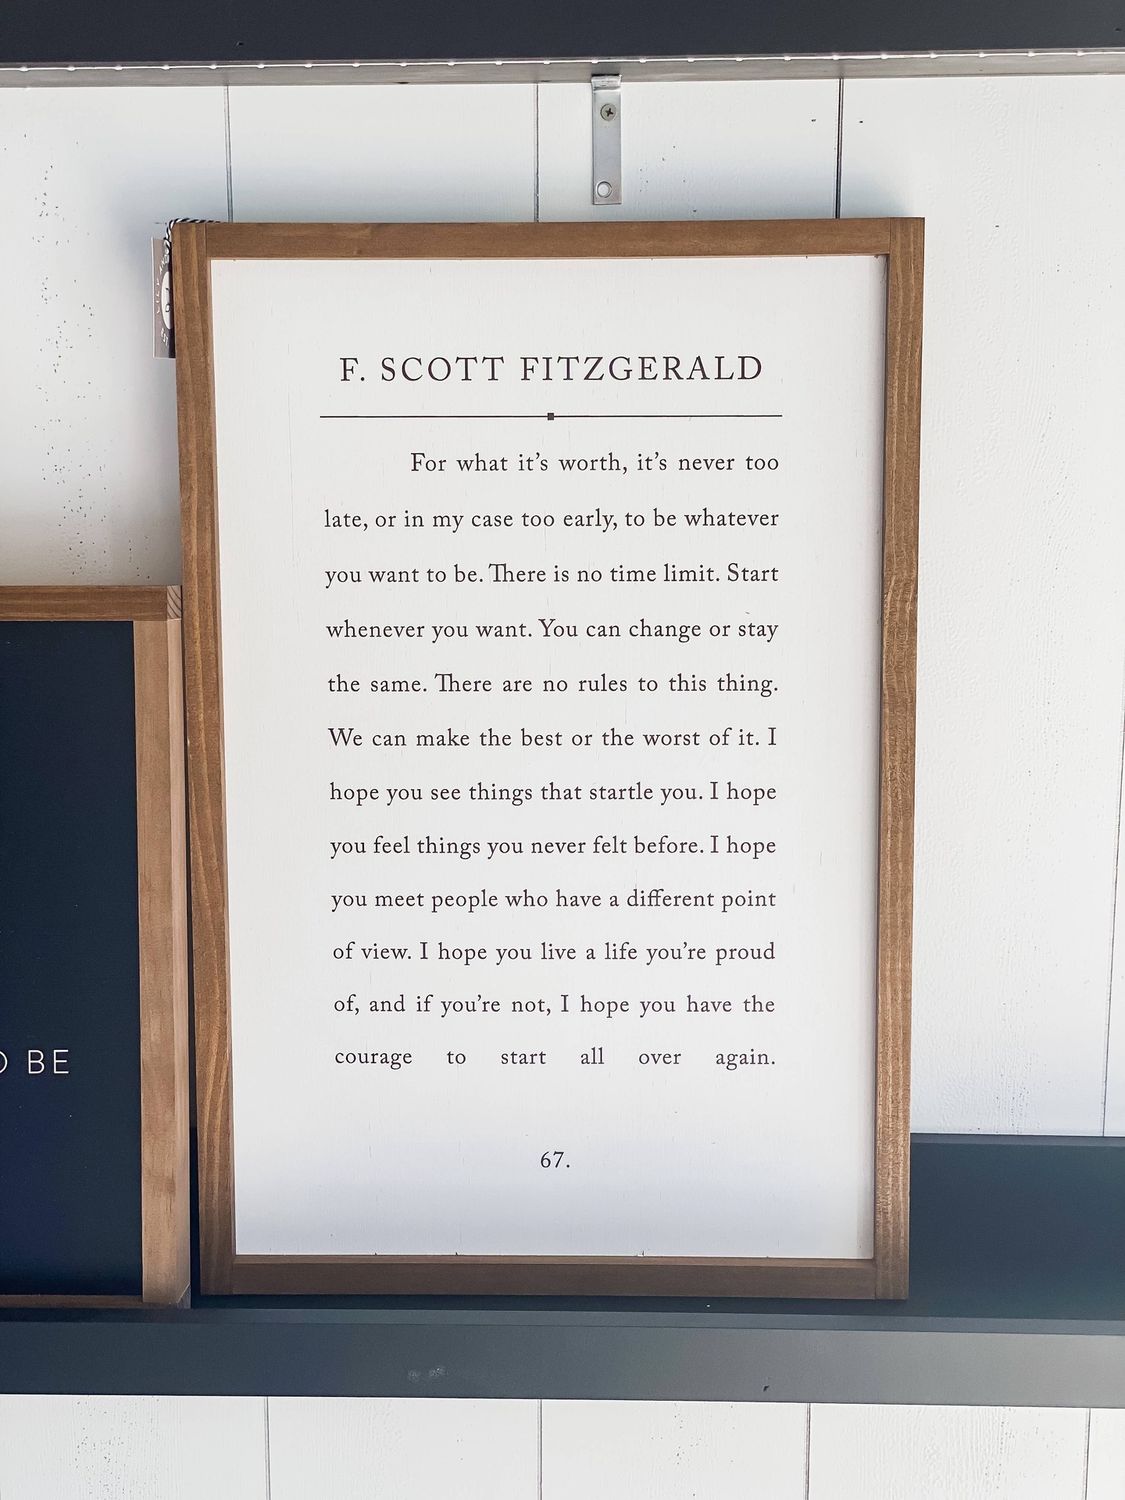 F. SCOTT FITZGERALD
For what it's worth, it's never too
late, or in my case too early, to be whatever
you want to be. There is no time limit. Start
whenever you want. You can change or stay
the same. There are no rules to this thing.
We can make the best or the worst of it. I
hope you see things that startle you. I hope
you feel things you never felt before. I hope
you meet people who have a different point
of view. I hope you live a life you're proud
of, and if you're not, I hope you have the
courage to start all over again.
67.
BE